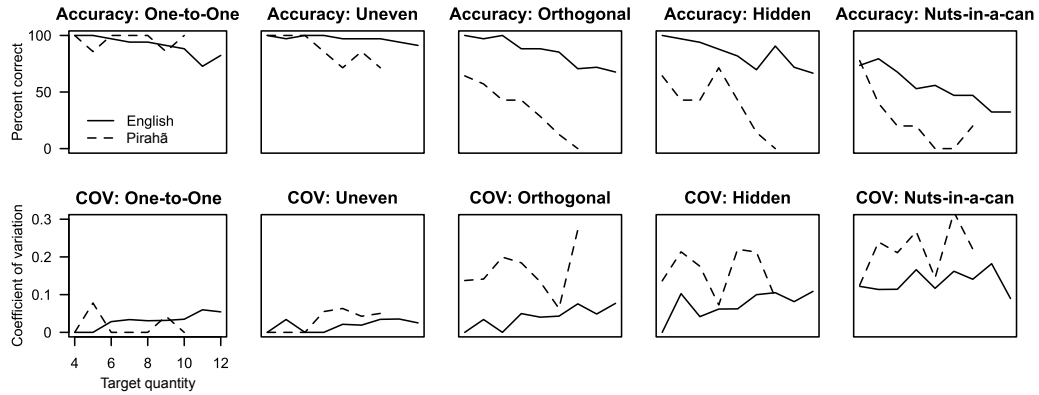 Accuracy: One-to-One
Accuracy: Uneven
Accuracy: Orthogonal
Accuracy: Hidden
Accuracy: Nuts-in-a-can
Percent correct
100
50
0
English
Pirahã
COV: One-to-One
COV: Uneven
COV: Orthogonal
COV: Hidden
COV: Nuts-in-a-can
Coefficient of variation
0.3
0.2
0.1
0
4 6 8 10 12
Target quantity